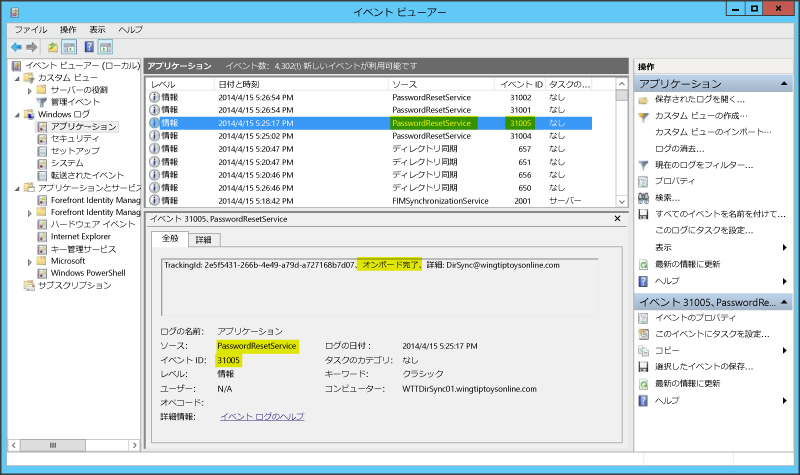 イベント ビューアー
ファイル 操作 表示 ヘルプ
イベント ビューアー (ローカル)
カスタム ビュー
サーバーの役割
管理イベント
Windows ログ
アプリケーション
セキュリティ
セットアップ
システム
転送されたイベント
アプリケーションとサービス
Forefront Identity Manag
Forefront Identity Manag
ハードウェア イベント
Internet Explorer
キー管理サービス
Microsoft
Windows PowerShell
サブスクリプション
アプリケーション イベント数: 4,302(!) 新しいイベントが利用可能です
レベル 日付と時刻 ソース イベント ID タスクの...
情報 2014/4/15 5:26:54 PM PasswordResetService 31002 なし
情報 2014/4/15 5:26:54 PM PasswordResetService 31001 なし
情報 2014/4/15 5:25:17 PM PasswordResetService 31005 なし
情報 2014/4/15 5:25:02 PM PasswordResetService 31004 なし
情報 2014/4/15 5:20:47 PM ディレクトリ同期 657 なし
情報 2014/4/15 5:20:47 PM ディレクトリ同期 651 なし
情報 2014/4/15 5:20:47 PM ディレクトリ同期 656 なし
情報 2014/4/15 5:26:46 PM ディレクトリ同期 650 なし
情報 2014/4/15 5:18:42 PM FIMSynchronizationService 2001 サーバー
イベント 31005、PasswordResetService
全般 詳細
TrackingId: 2e5f5431-266b-4e49-a79d-a727168b7d07、オンボード完了、詳細: DirSync@wingtiptoysonline.com
ログの名前: アプリケーション
ソース: PasswordResetService ログの日付: 2014/4/15 5:25:17 PM
イベント ID: 31005 タスクのカテゴリ: なし
レベル: 情報 キーワード: クラシック
ユーザー: N/A コンピューター: WTTDirSync01.wingtiptoysonline.com
オペコード:
詳細情報: イベント ログのヘルプ
操作
アプリケーション
保存されたログを開く...
カスタム ビューの作成...
カスタム ビューのインポート...
ログの消去...
現在のログをフィルター...
プロパティ
検索...
すべてのイベントを名前を付けて...
このログにタスクを設定...
表示
最新の情報に更新
ヘルプ
イベント 31005、PasswordRe...
イベントのプロパティ
このイベントにタスクを設定...
コピー
選択したイベントの保存...
最新の情報に更新
ヘルプ